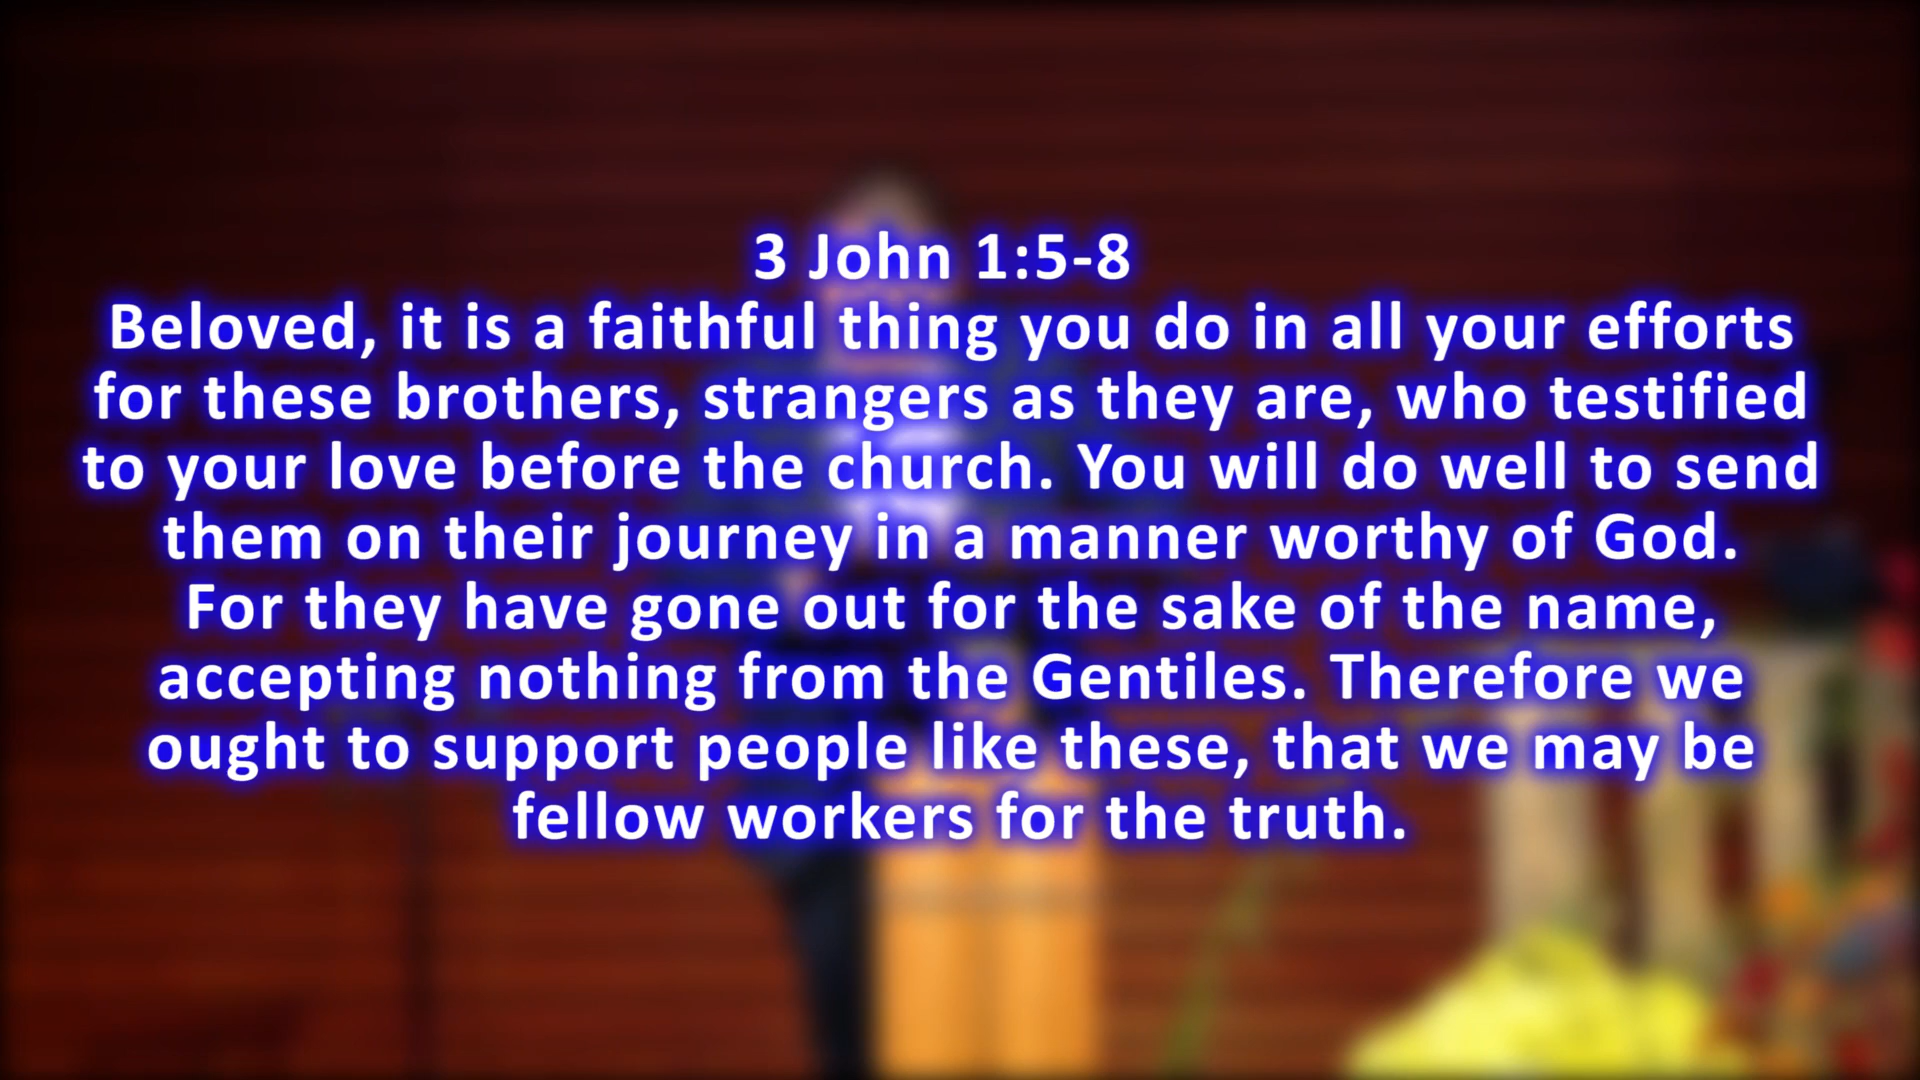 3 John 1:5-8
Beloved, it is a faithful thing you do in all your efforts
for these brothers, strangers as they are, who testified
to your love before the church. You will do well to send
them on their journey in a manner worthy of God.
For they have gone out for the sake of the name,
accepting nothing from the Gentiles. Therefore we
ought to support people like these, that we may be
fellow workers for the truth.